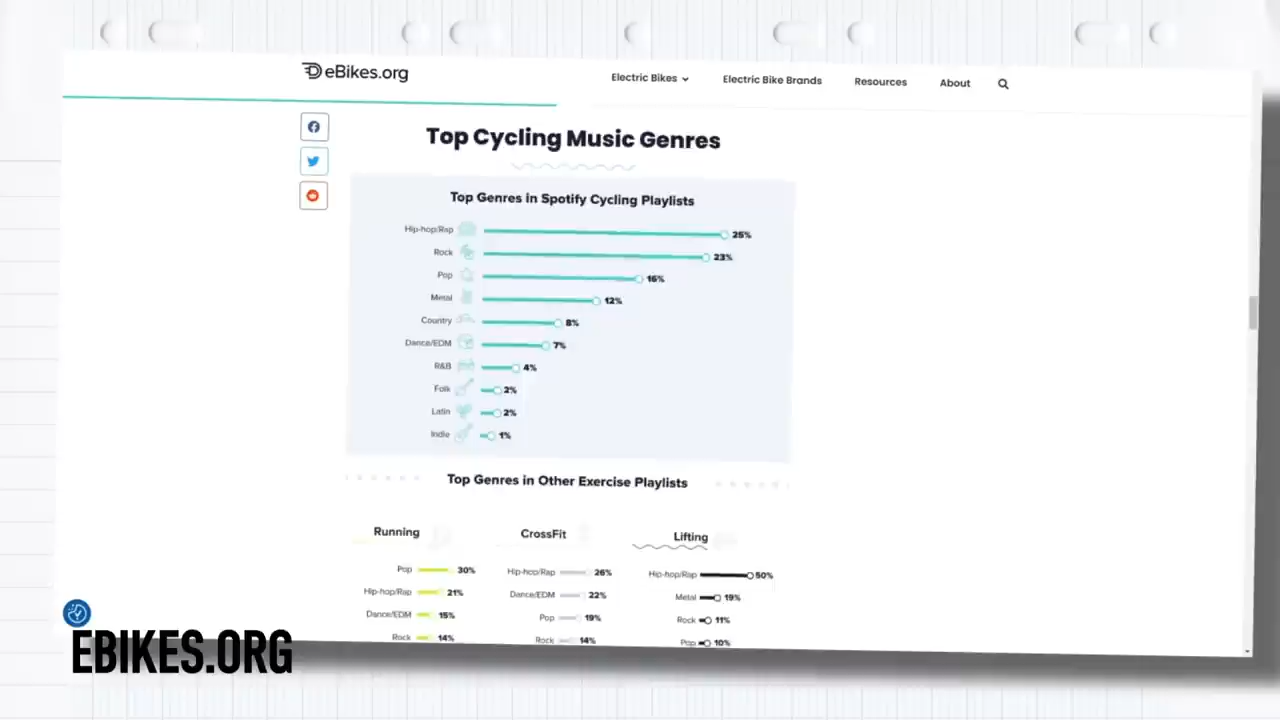 eBikes.org
Electric Bikes
Electric Bike Brands
Resources
About
Top Cycling Music Genres
Top Genres in Spotify Cycling Playlists
Hip-hop/Rap 25%
Rock 23%
Pop 16%
Metal 12%
Country 8%
Dance/EDM 7%
R&B 4%
Folk 2%
Latin 2%
Indie 1%
Top Genres in Other Exercise Playlists
Running
Pop 30%
Hip-hop/Rap 21%
Dance/EDM 15%
Rock 14%
CrossFit
Hip-hop/Rap 26%
Dance/EDM 22%
Pop 19%
Rock 14%
Lifting
Hip-hop/Rap 50%
Metal 19%
Rock 11%
Pop 10%
EBIKES.ORG